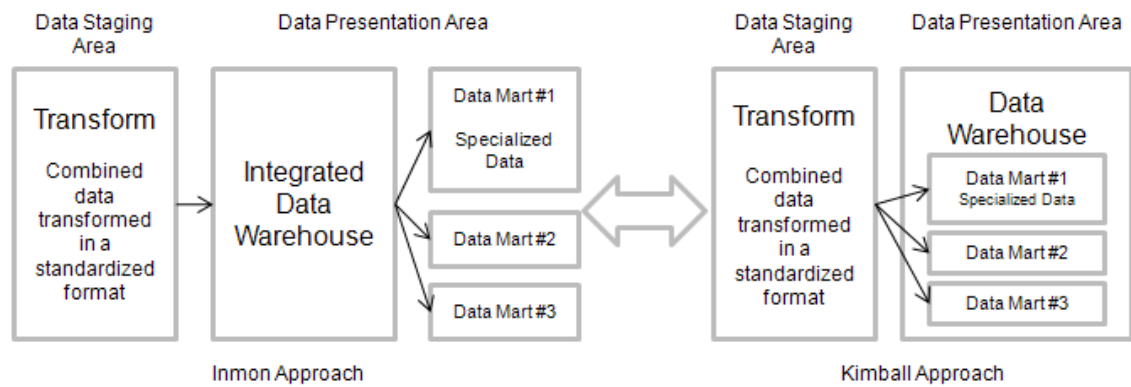 Data Staging
Area
Data Presentation Area
Transform
Combined
data
transformed
in a
standardized
format
Integrated
Data
Warehouse
Data Mart #1
Specialized
Data
Data Mart #2
Data Mart #3
Inmon Approach
Data Staging
Area
Data Presentation Area
Transform
Combined
data
transformed
in a
standardized
format
Data
Warehouse
Data Mart #1
Specialized Data
Data Mart #2
Data Mart #3
Kimball Approach